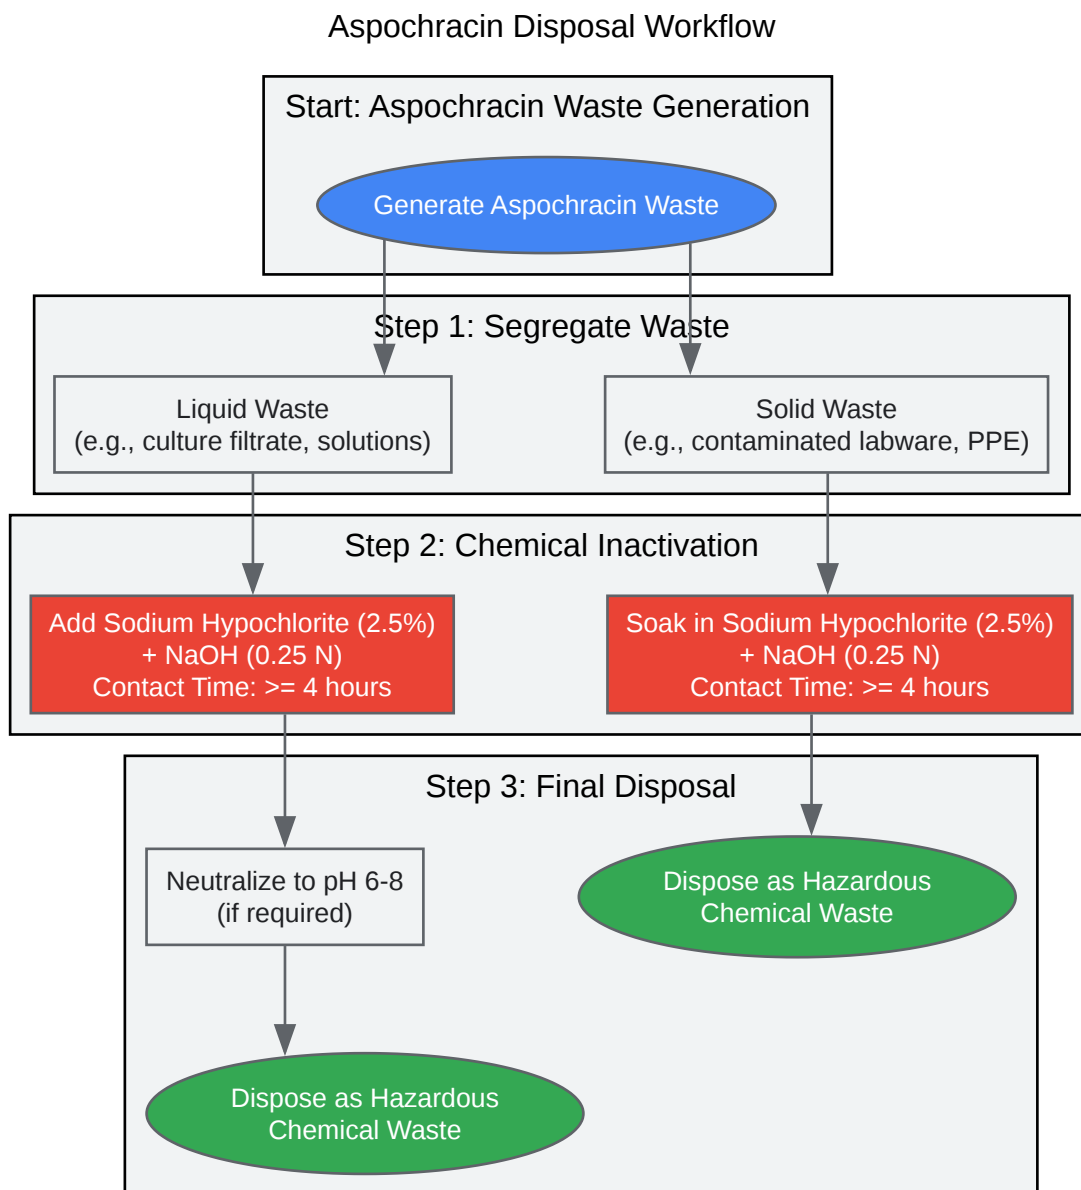 Aspochracin Disposal Workflow
Start: Aspochracin Waste Generation
Generate Aspochracin Waste
Step 1: Segregate Waste
Liquid Waste
(e.g., culture filtrate, solutions)
Solid Waste
(e.g., contaminated labware, PPE)
Step 2: Chemical Inactivation
Add Sodium Hypochlorite (2.5%)
+ NaOH (0.25 N)
Contact Time: >= 4 hours
Soak in Sodium Hypochlorite (2.5%)
+ NaOH (0.25 N)
Contact Time: >= 4 hours
Step 3: Final Disposal
Neutralize to pH 6-8
(if required)
Dispose as Hazardous
Chemical Waste
Dispose as Hazardous
Chemical Waste